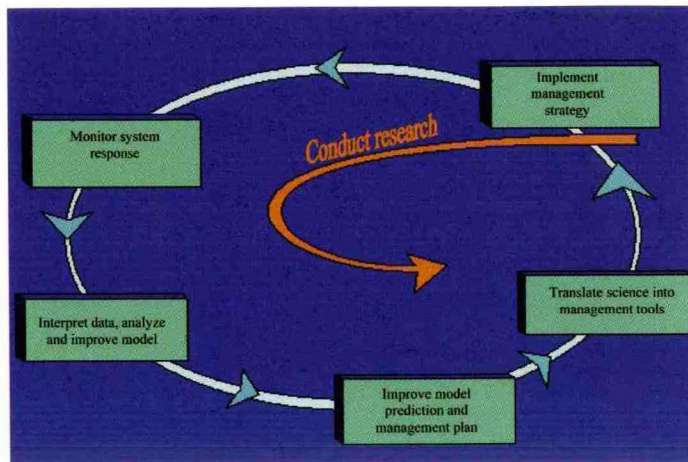 Implement
management
strategy
Conduct research
Monitor system
response
Translate science into
management tools
Interpret data, analyze
and improve model
Improve model
prediction and
management plan